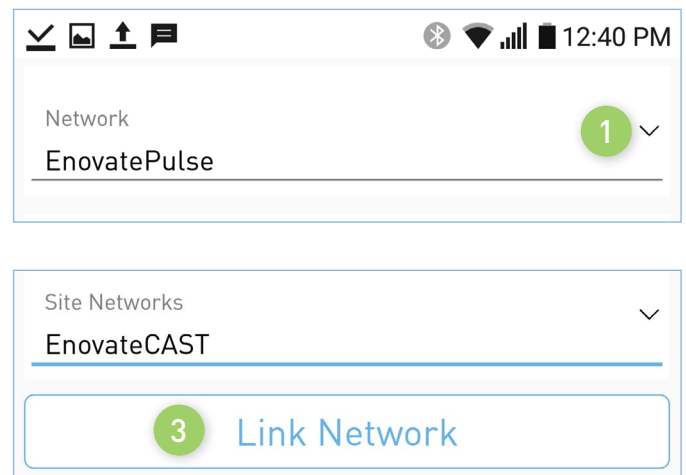 12:40 PM
Network
1
EnovatePulse
Site Networks
EnovateCAST
3 Link Network